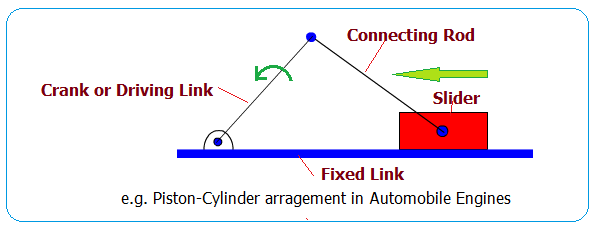 Connecting Rod
Crank or Driving Link
Slider
Fixed Link
e.g. Piston-Cylinder arragement in Automobile Engines